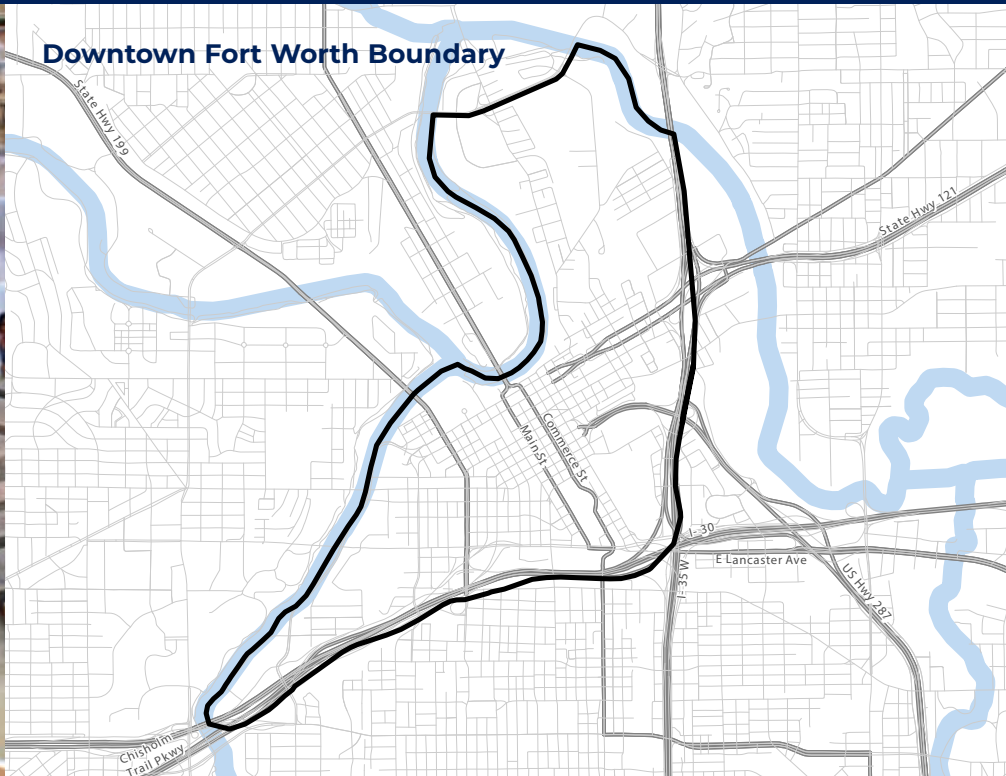 Downtown Fort Worth Boundary
State Hwy 199
State Hwy 121
Main St
Commerce St
I-30
E Lancaster Ave
I-35W
US Hwy 287
Chisholm
Trail Pkwy